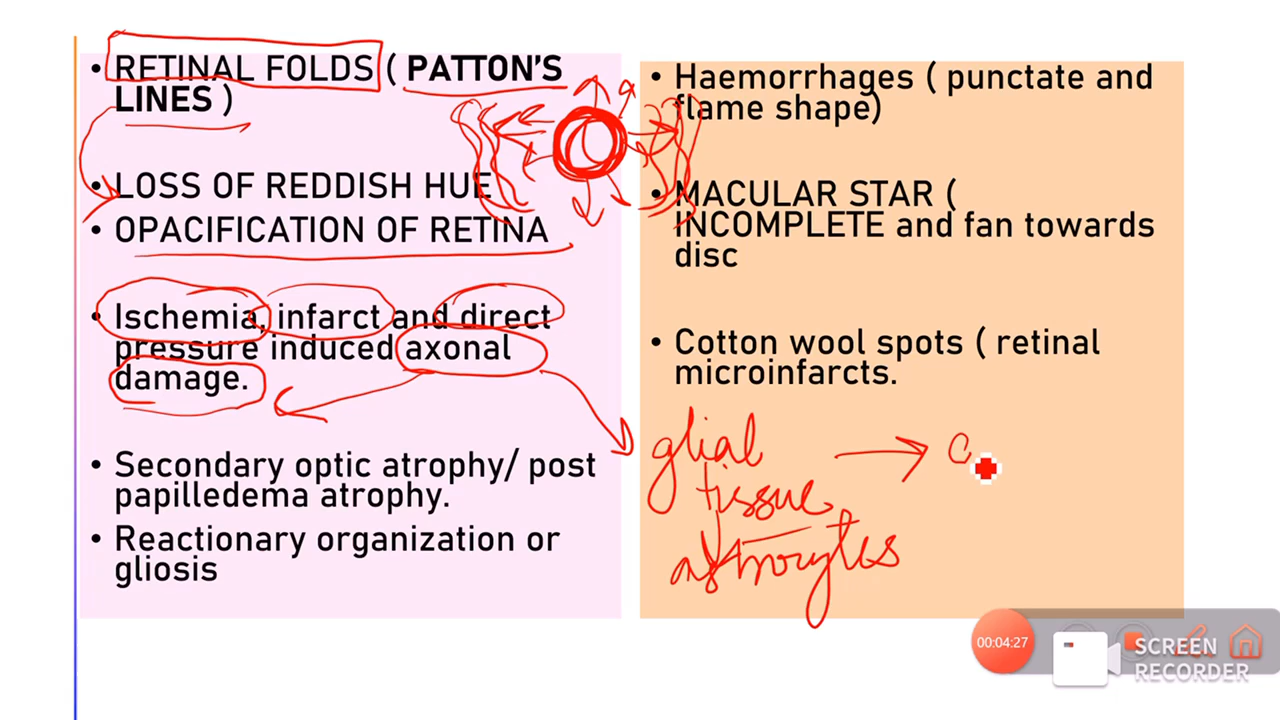 • RETINAL FOLDS ( PATTON'S
LINES )
• LOSS OF REDDISH HUE
• OPACIFICATION OF RETINA
• Ischemia, infarct and direct
pressure induced axonal
damage.
• Secondary optic atrophy/ post
papilledema atrophy.
• Reactionary organization or
gliosis
• Haemorrhages ( punctate and
flame shape)
• MACULAR STAR (
INCOMPLETE and fan towards
disc
• Cotton wool spots ( retinal
microinfarcts.
glial
tissue
astrocytes
00:04:27
SCREEN
RECORDER